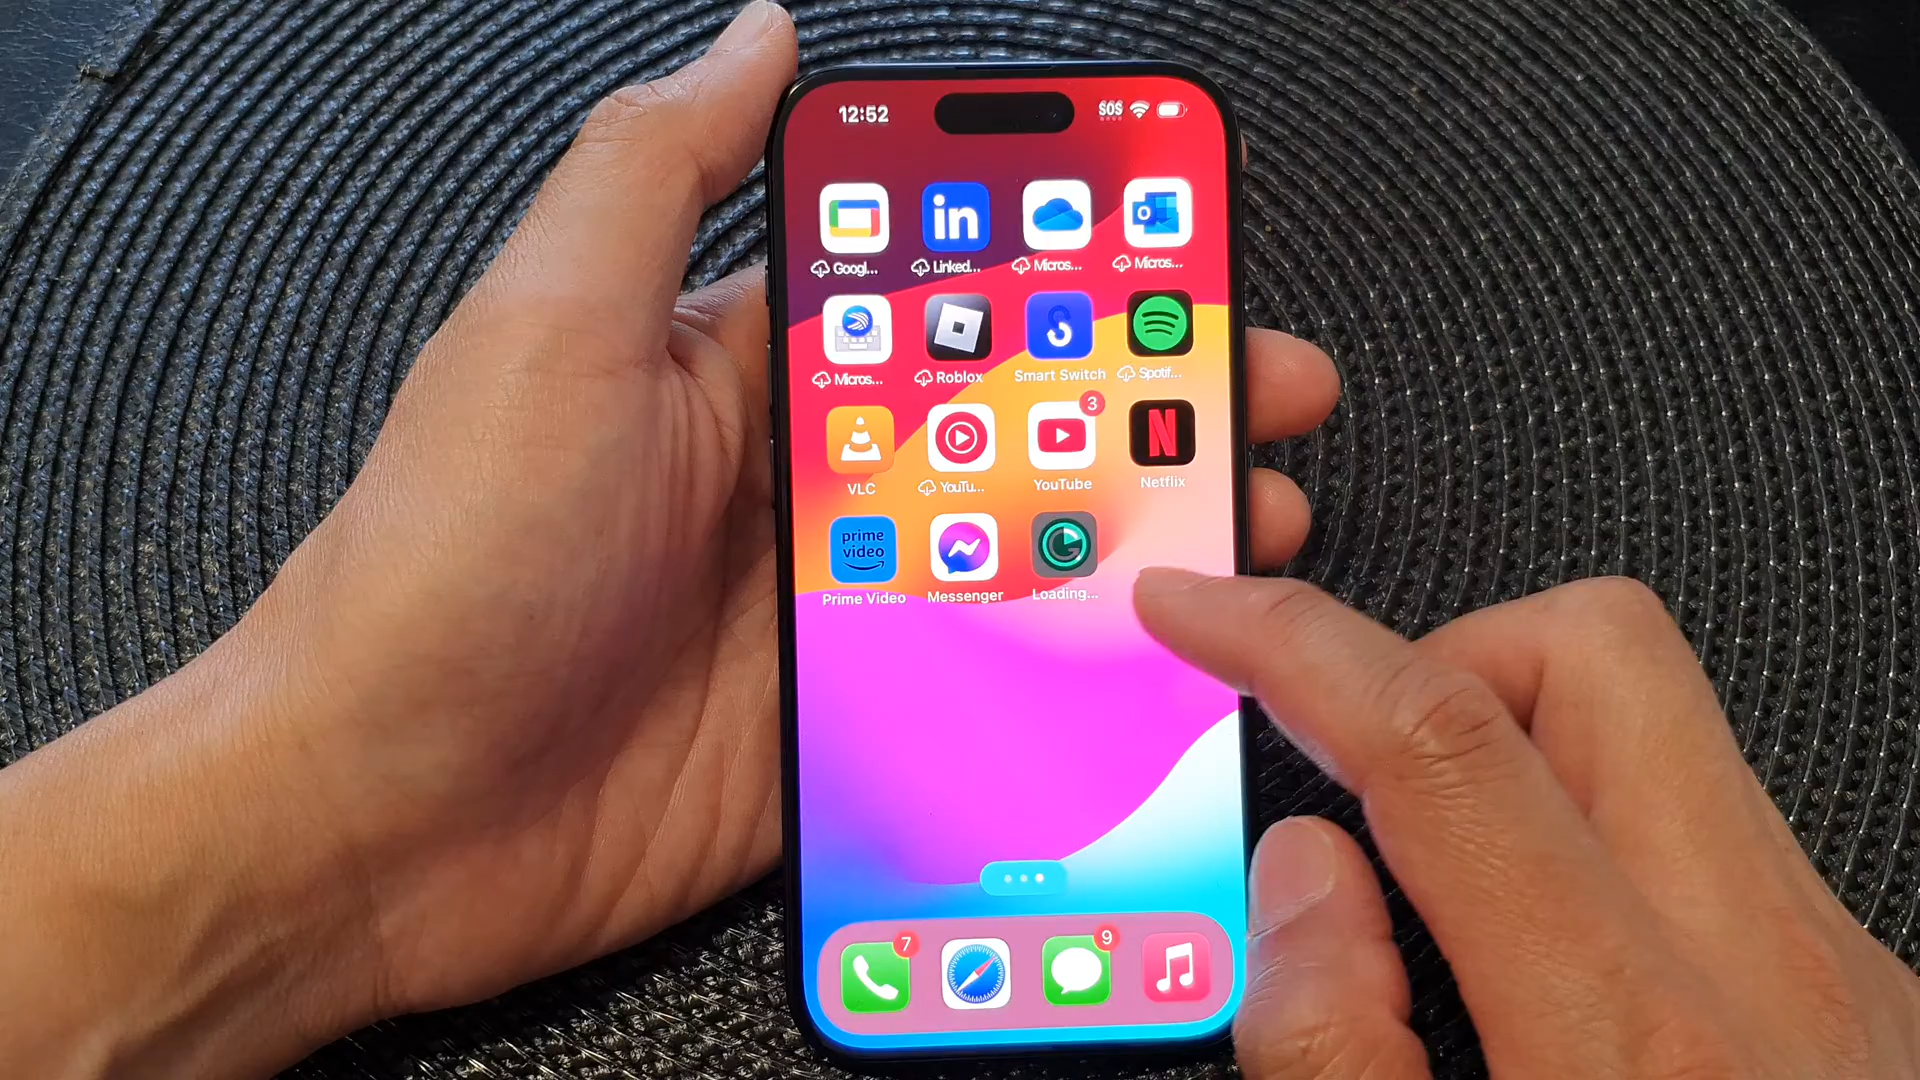 12:52 SOS
in
Googl... Linked... Micros... Micros...
Micros... Roblox Smart Switch Spotif...
3
VLC YouTu... YouTube Netflix
prime
video
Prime Video Messenger Loading...
7 9